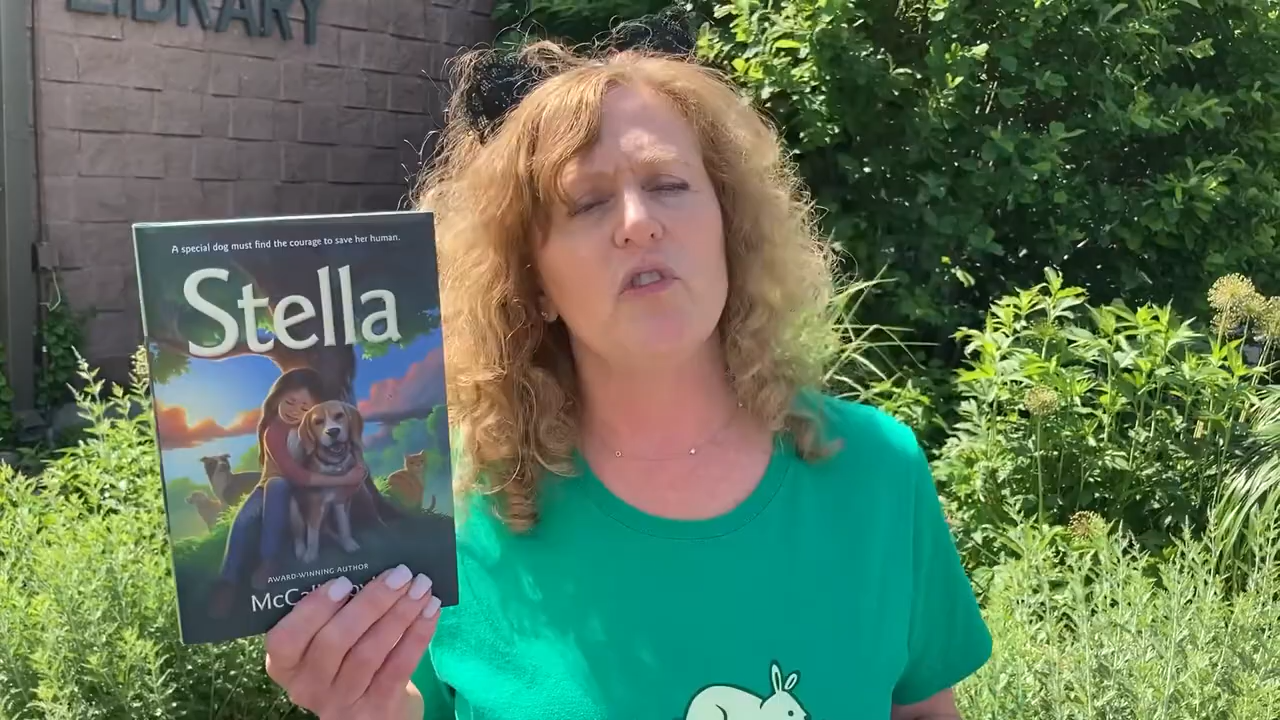 LIBRARY
A special dog must find the courage to save her human.
Stella
AWARD-WINNING AUTHOR